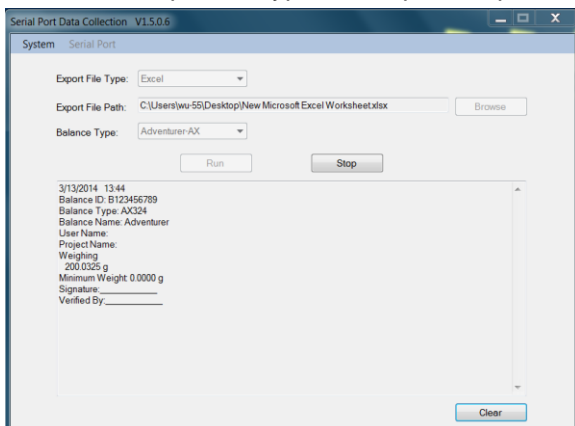 Serial Port Data Collection V1.5.0.6
X
System Serial Port
Export File Type: Excel
Export File Path: C:\Users\wu-55\Desktop\New Microsoft Excel Worksheet.xlsx Browse
Balance Type: Adventurer-AX
Run Stop
3/13/2014 13:44
Balance ID: B123456789
Balance Type: AX324
Balance Name: Adventurer
User Name:
Project Name:
Weighing
200.0325 g
Minimum Weight 0.0000 g
Signature:___________
Verified By:___________
Clear